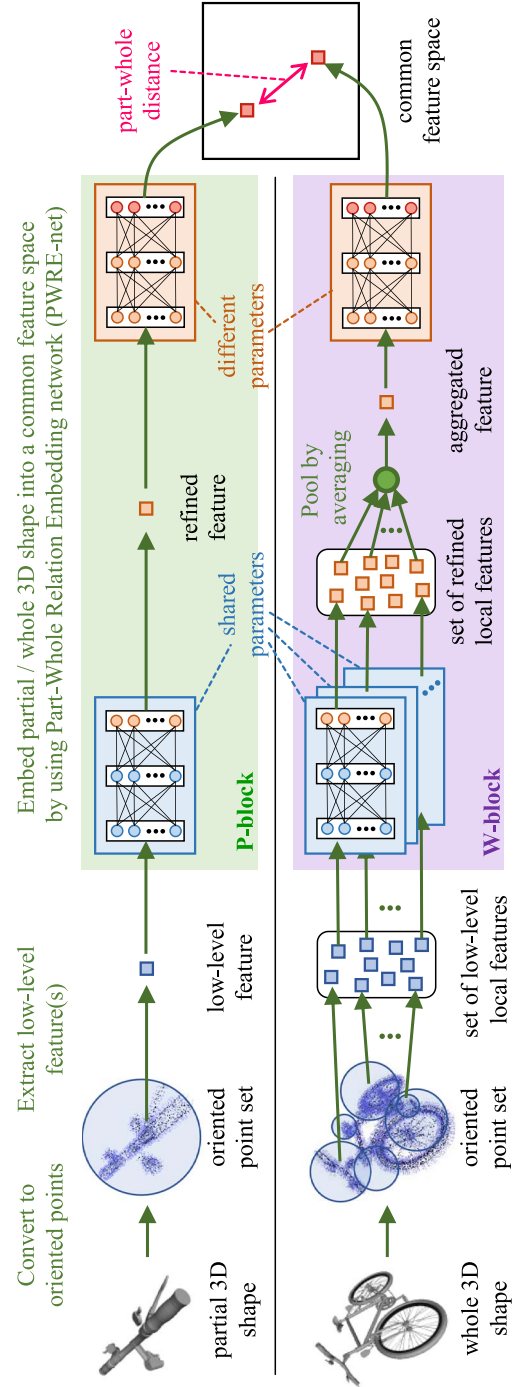 Convert to
oriented points
Extract low-level
feature(s)
Embed partial / whole 3D shape into a common feature space
by using Part-Whole Relation Embedding network (PWRE-net)
partial 3D
shape
oriented
point set
low-level
feature
P-block
shared
parameters
refined
feature
different
parameters
part-whole
distance
common
feature space
whole 3D
shape
oriented
point set
set of low-level
local features
W-block
set of refined
local features
Pool by
averaging
aggregated
feature